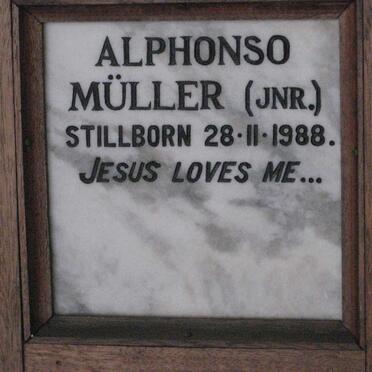 ALPHONSO
MÜLLER (JNR.)
STILLBORN 28·11·1988.
JESUS LOVES ME...